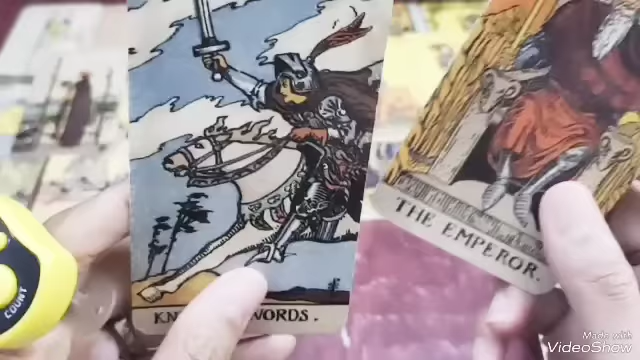 KN WORDS.
THE EMPEROR.
COUNT
Made with
VideoShow